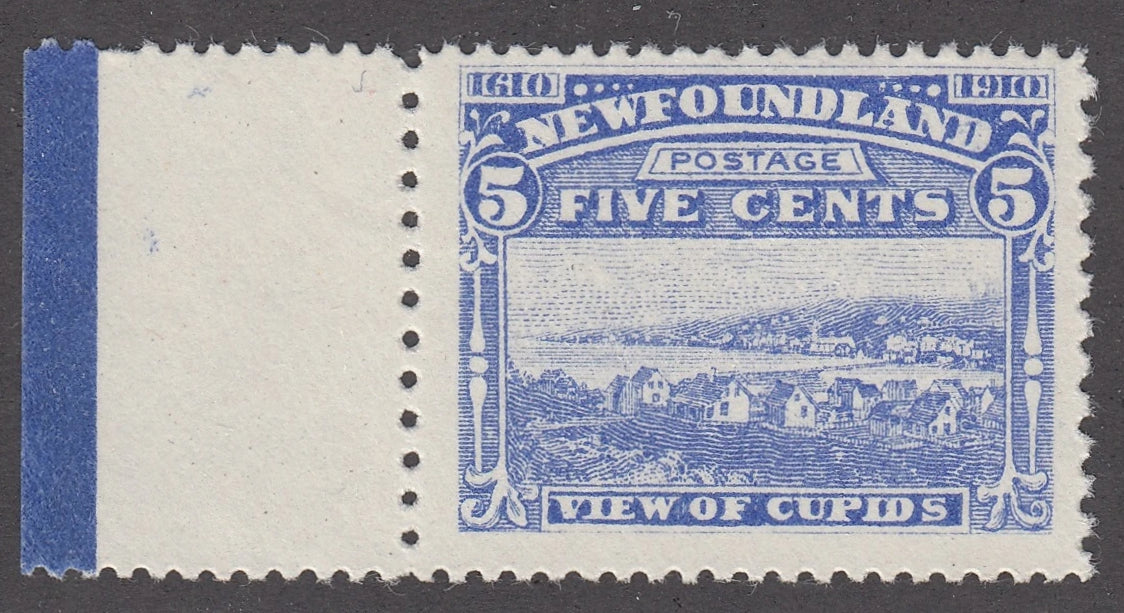 1610 1910
NEWFOUNDLAND
POSTAGE
5 FIVE CENTS 5
VIEW OF CUPIDS